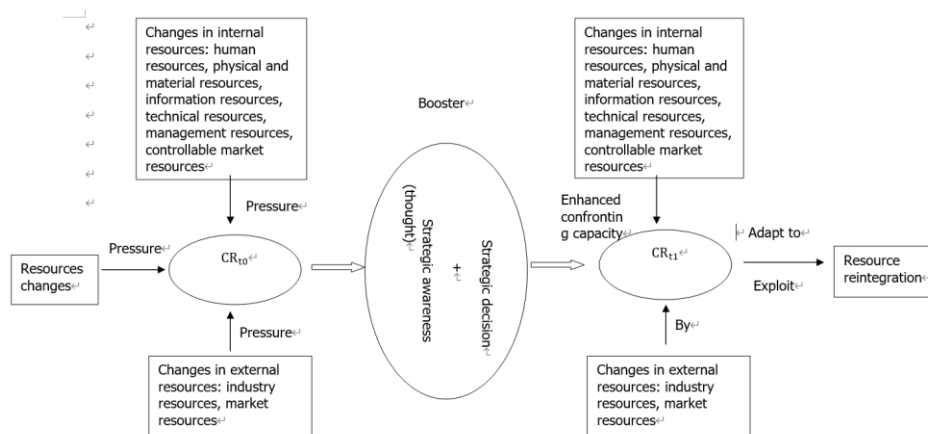 Changes in internal
resources: human
resources, physical and
material resources,
information resources,
technical resources,
management resources,
controllable market
resources
Pressure
Pressure
Resources
changes
CRt0
Pressure
Changes in external
resources: industry
resources, market
resources
Booster
Strategic awareness
(thought)
+
Strategic decision
Changes in internal
resources: human
resources, physical and
material resources,
information resources,
technical resources,
management resources,
controllable market
resources
Enhanced
confrontin
g capacity
CRt1
Adapt to
Exploit
Resource
reintegration
By
Changes in external
resources: industry
resources, market
resources